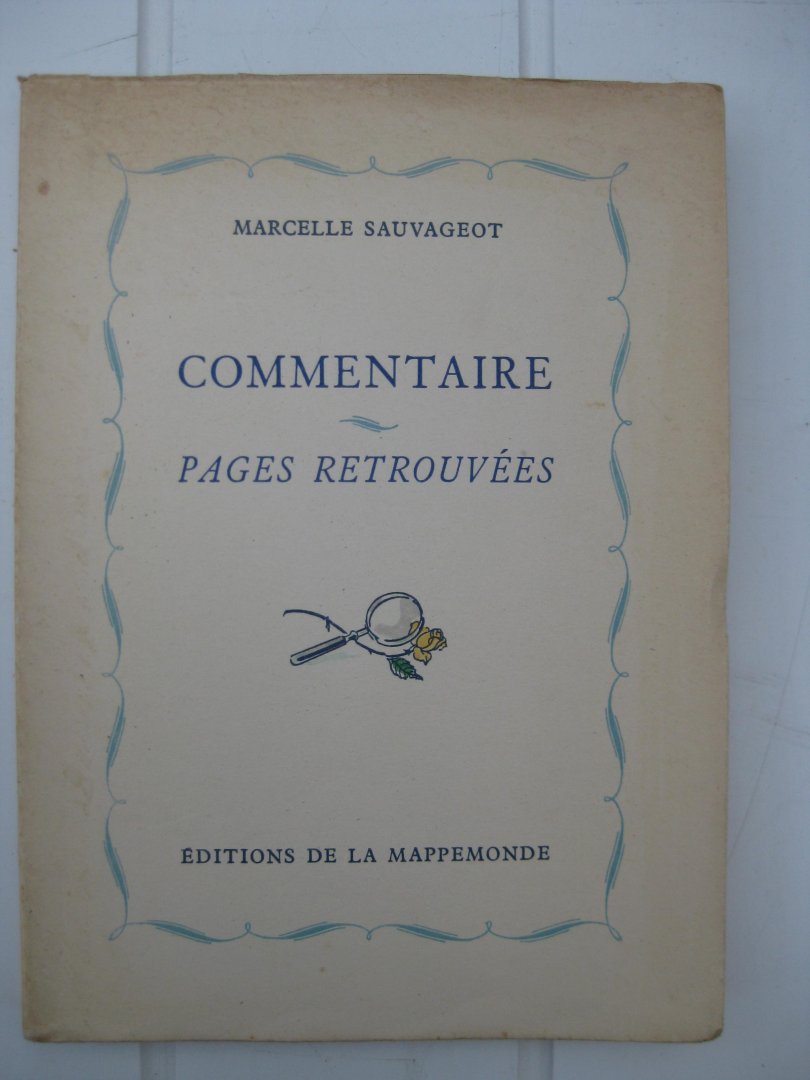 MARCELLE SAUVAGEOT
COMMENTAIRE
PAGES RETROUVÉES
ÉDITIONS DE LA MAPPEMONDE